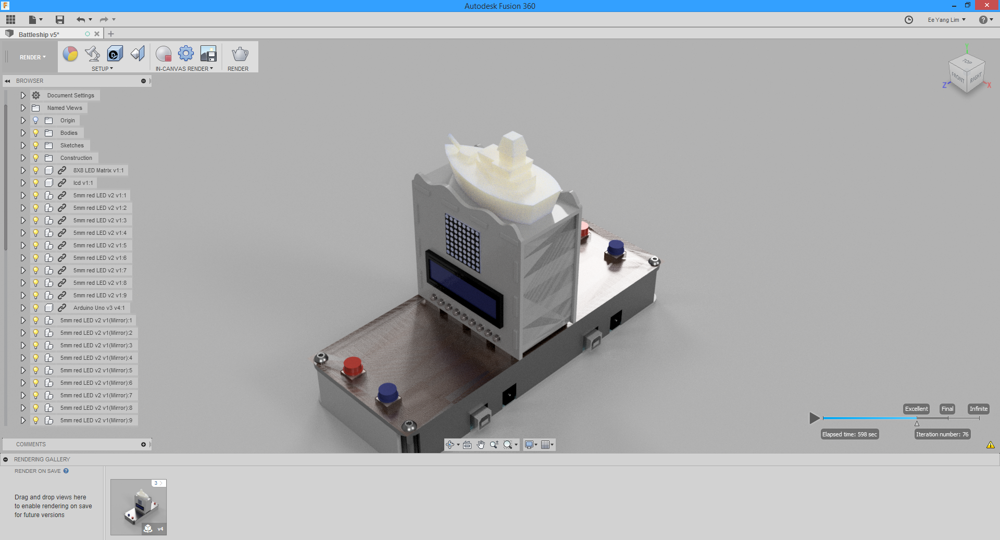 Autodesk Fusion 360
Ee Yang Lim
Battleship v5*
RENDER
SETUP
IN-CANVAS RENDER
RENDER
TOP
FRONT
RIGHT
Y
Z
X
BROWSER
Document Settings
Named Views
Origin
Bodies
Sketches
Construction
8X8 LED Matrix v1:1
lcd v1:1
5mm red LED v2 v1:1
5mm red LED v2 v1:2
5mm red LED v2 v1:3
5mm red LED v2 v1:4
5mm red LED v2 v1:5
5mm red LED v2 v1:6
5mm red LED v2 v1:7
5mm red LED v2 v1:8
5mm red LED v2 v1:9
Arduino Uno v3 v4:1
5mm red LED v2 v1(Mirror):1
5mm red LED v2 v1(Mirror):2
5mm red LED v2 v1(Mirror):3
5mm red LED v2 v1(Mirror):4
5mm red LED v2 v1(Mirror):5
5mm red LED v2 v1(Mirror):6
5mm red LED v2 v1(Mirror):7
5mm red LED v2 v1(Mirror):8
5mm red LED v2 v1(Mirror):9
Excellent
Final
Infinite
Elapsed time: 598 sec
Iteration number: 76
COMMENTS
RENDERING GALLERY
RENDER ON SAVE
Drag and drop views here
to enable rendering on save
for future versions
3
v4